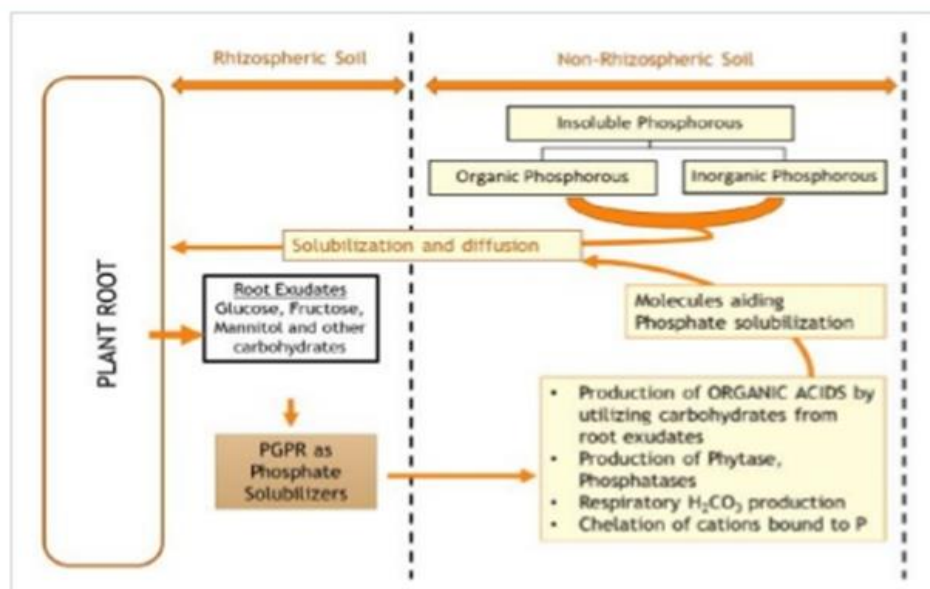 Rhizospheric Soil
Non-Rhizospheric Soil
Insoluble Phosphorous
Organic Phosphorous
Inorganic Phosphorous
Solubilization and diffusion
PLANT ROOT
Root Exudates
Glucose, Fructose,
Mannitol and other
carbohydrates
Molecules aiding
Phosphate solubilization
PGPR as
Phosphate
Solubilizers
• Production of ORGANIC ACIDS by
utilizing carbohydrates from
root exudates
• Production of Phytase,
Phosphatases
• Respiratory H₂CO₃ production
• Chelation of cations bound to P